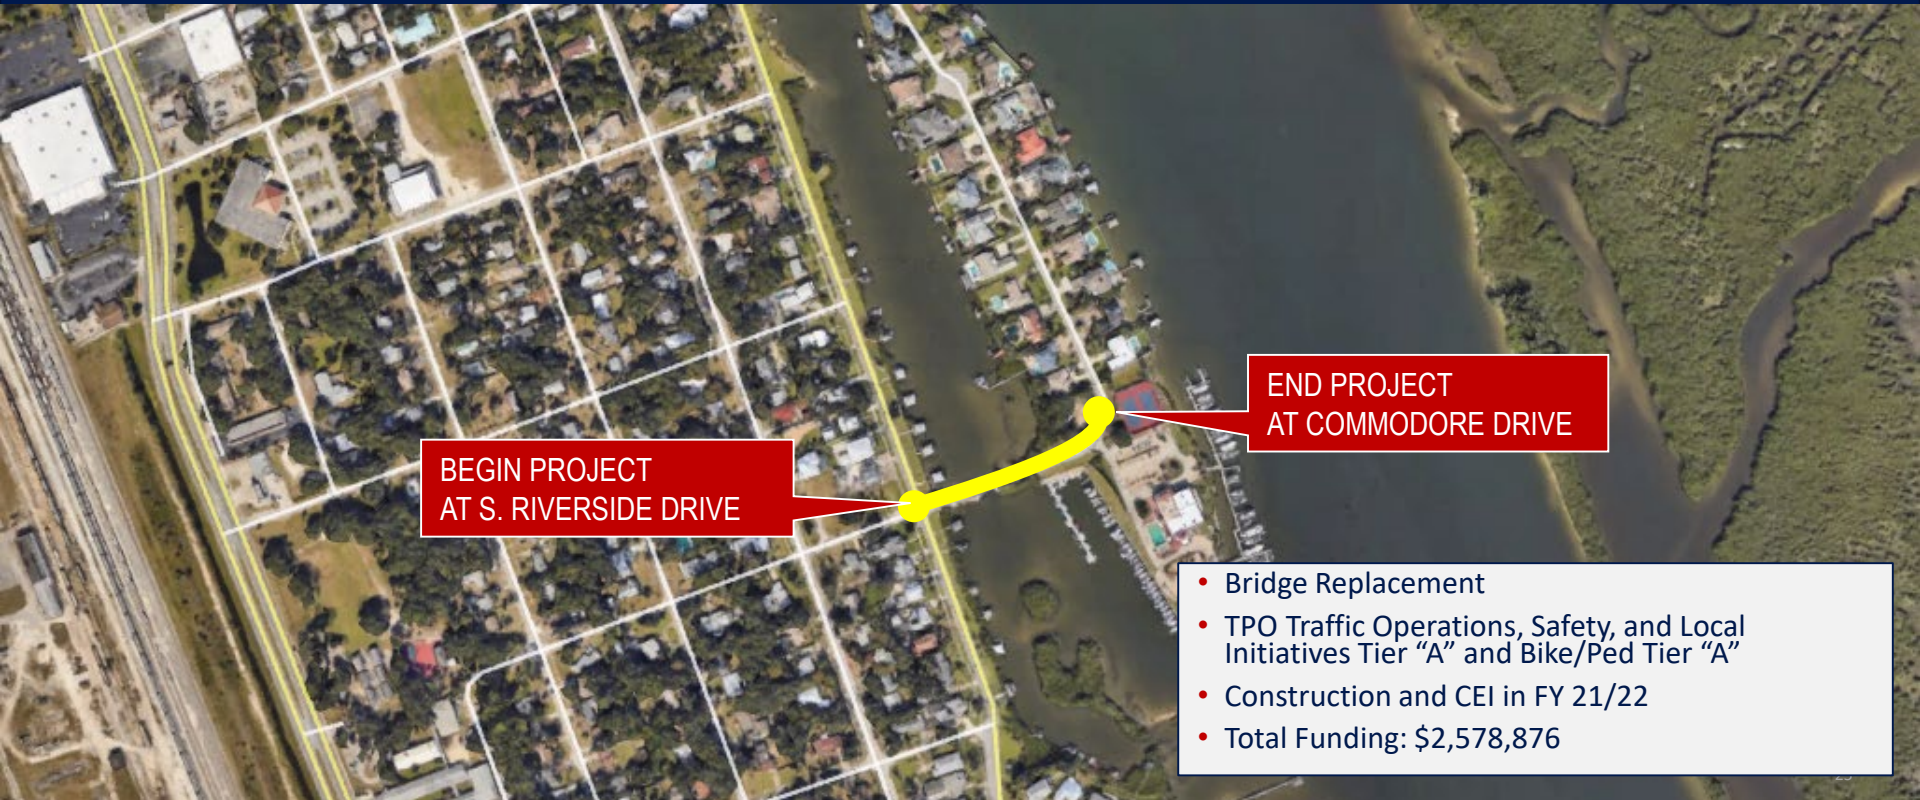 BEGIN PROJECT
AT S. RIVERSIDE DRIVE
END PROJECT
AT COMMODORE DRIVE
• Bridge Replacement
• TPO Traffic Operations, Safety, and Local
Initiatives Tier “A” and Bike/Ped Tier “A”
• Construction and CEI in FY 21/22
• Total Funding: $2,578,876